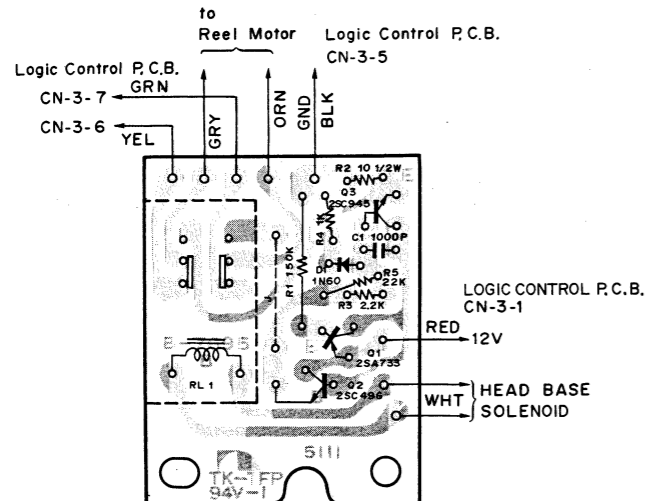 to
Reel Motor
Logic Control P.C.B.
CN-3-5
Logic Control P.C.B.
CN-3-7
GRN
CN-3-6
YEL
GRY
ORN
GND
BLK
R2 10 1/2W
E
Q3
2SC945
R4 1K
C1 1000P
R1 150K
D1
1N60
R5
22K
R3 2.2K
LOGIC CONTROL P.C.B.
CN-3-1
RED
12V
Q1
2SA733
RL 1
Q2
2SC496
WHT
HEAD BASE
SOLENOID
5111
TK-1FP
94V-1